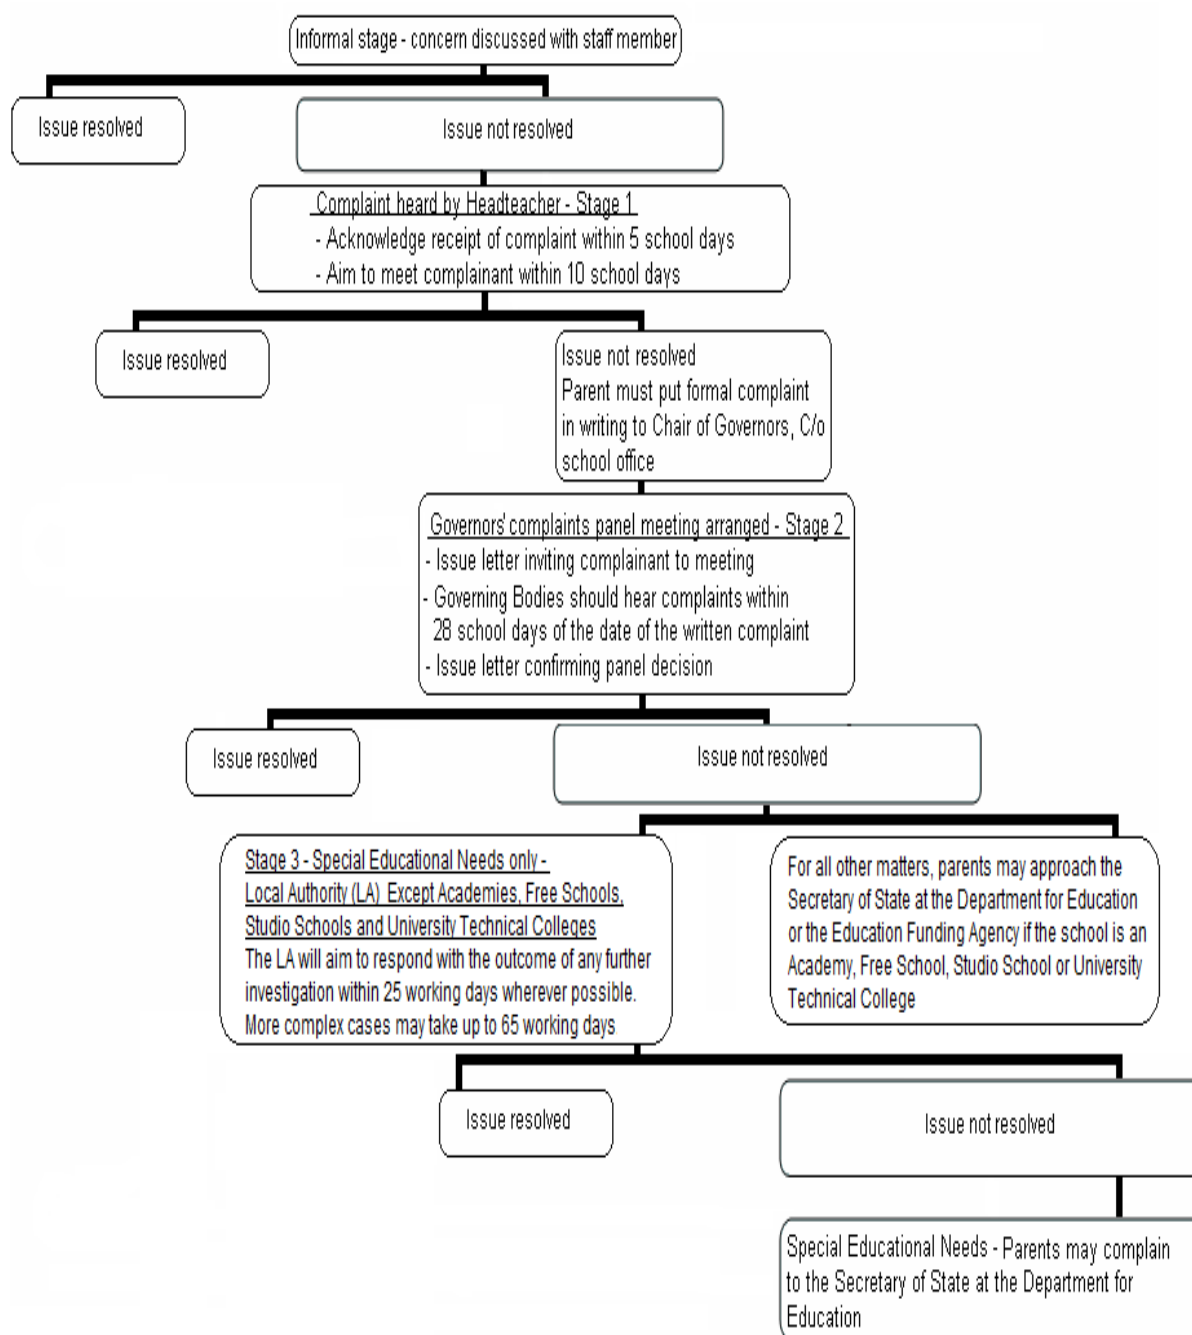 Informal stage - concern discussed with staff member
Issue resolved
Issue not resolved
Complaint heard by Headteacher - Stage 1
- Acknowledge receipt of complaint within 5 school days
- Aim to meet complainant within 10 school days
Issue resolved
Issue not resolved
Parent must put formal complaint
in writing to Chair of Governors, C/o
school office
Governors' complaints panel meeting arranged - Stage 2
- Issue letter inviting complainant to meeting
- Governing Bodies should hear complaints within
28 school days of the date of the written complaint
- Issue letter confirming panel decision
Issue resolved
Issue not resolved
Stage 3 - Special Educational Needs only -
Local Authority (LA) Except Academies, Free Schools,
Studio Schools and University Technical Colleges
The LA will aim to respond with the outcome of any further
investigation within 25 working days wherever possible.
More complex cases may take up to 65 working days
For all other matters, parents may approach the
Secretary of State at the Department for Education
or the Education Funding Agency if the school is an
Academy, Free School, Studio School or University
Technical College
Issue resolved
Issue not resolved
Special Educational Needs - Parents may complain
to the Secretary of State at the Department for
Education